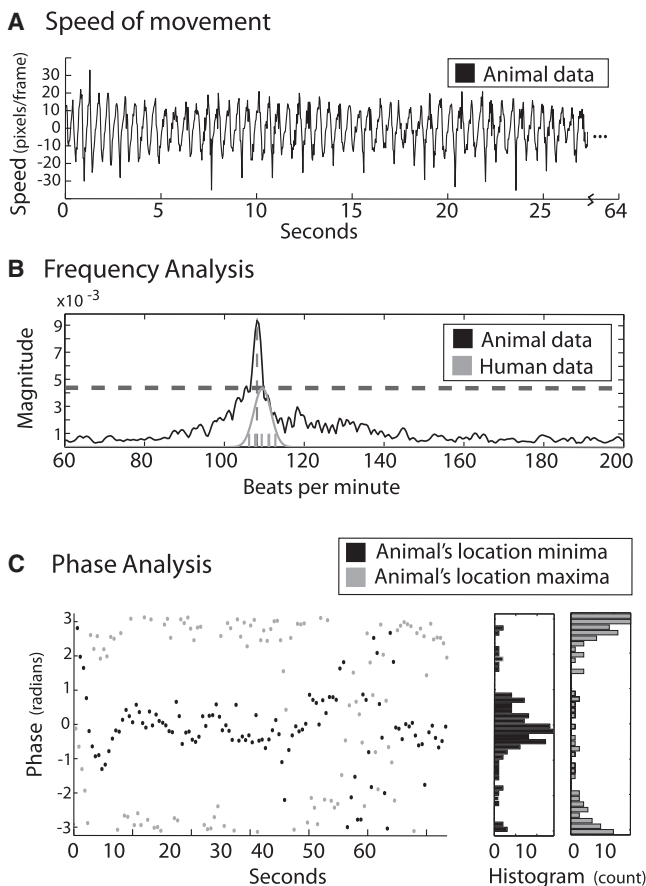 A Speed of movement
Animal data
Speed (pixels/frame)
30
20
10
0
-10
-20
-30
0 5 10 15 20 25 64
...
Seconds
B Frequency Analysis
x10 -3
Animal data
Human data
Magnitude
9
7
5
3
1
60 80 100 120 140 160 180 200
Beats per minute
C Phase Analysis
Animal's location minima
Animal's location maxima
Phase (radians)
3
2
1
0
-1
-2
-3
0 10 20 30 40 50 60
Seconds
0 10
0 10
Histogram (count)